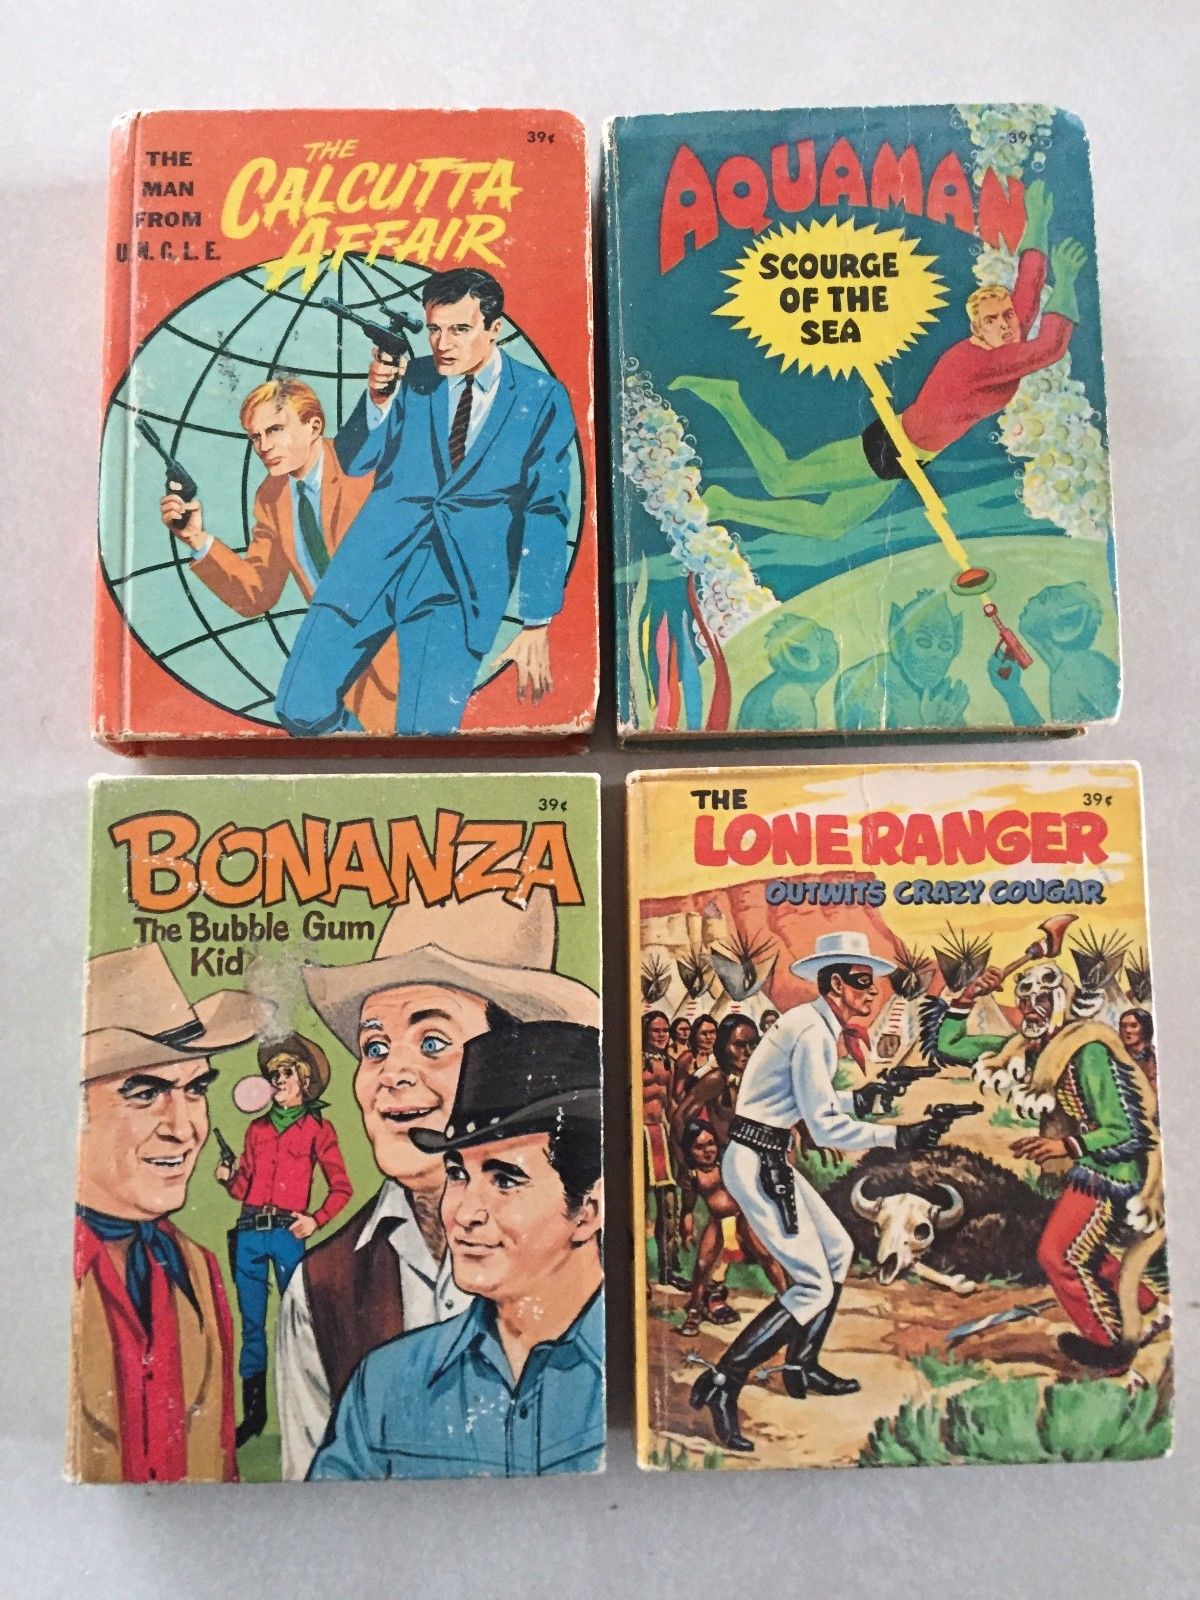 THE
MAN
FROM
U.N.C.L.E.
39¢
THE
CALCUTTA
AFFAIR
39¢
AQUAMAN
SCOURGE
OF THE
SEA
39¢
BONANZA
The Bubble Gum
Kid
THE
39¢
LONE RANGER
OUTWITS CRAZY COUGAR